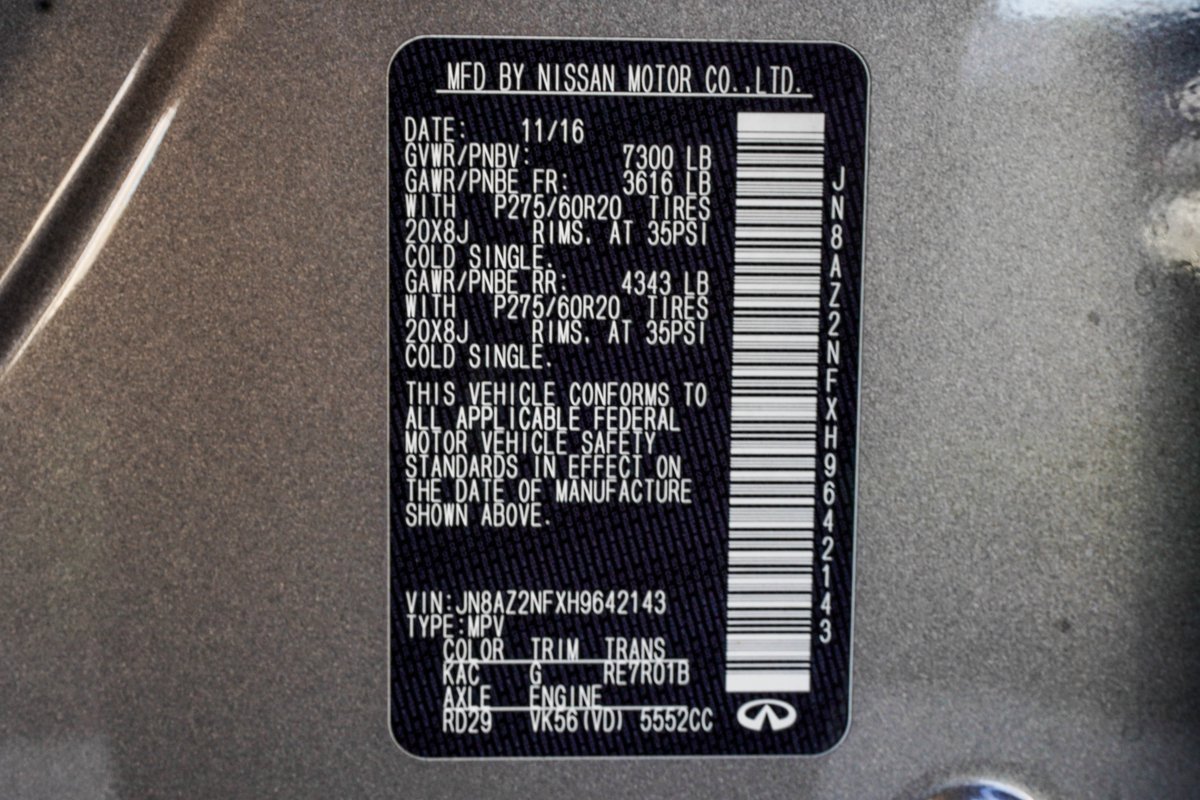 MFD BY NISSAN MOTOR CO.,LTD.
DATE: 11/16
GVWR/PNBV: 7300 LB
GAWR/PNBE FR: 3616 LB
WITH P275/60R20 TIRES
20X8J RIMS, AT 35PSI
COLD SINGLE.
GAWR/PNBE RR: 4343 LB
WITH P275/60R20 TIRES
20X8J RIMS, AT 35PSI
COLD SINGLE.
THIS VEHICLE CONFORMS TO
ALL APPLICABLE FEDERAL
MOTOR VEHICLE SAFETY
STANDARDS IN EFFECT ON
THE DATE OF MANUFACTURE
SHOWN ABOVE.
VIN:JN8AZ2NFXH9642143
TYPE:MPV
COLOR TRIM TRANS
KAC G RE7R01B
AXLE ENGINE
RD29 VK56(VD) 5552CC
JN8AZ2NFXH9642143